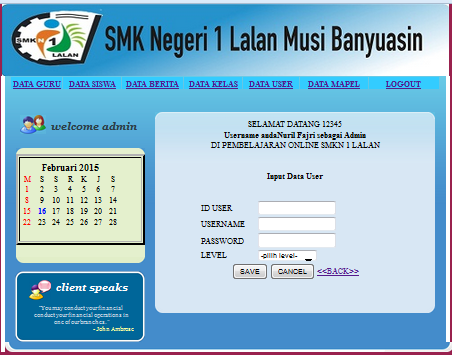 SMK N 1
LALAN
SMK Negeri 1 Lalan Musi Banyuasin
DATA GURU DATA SISWA DATA BERITA DATA KELAS DATA USER DATA MAPEL LOGOUT
welcome admin
Februari 2015
M S S R K J S
1 2 3 4 5 6 7
8 9 10 11 12 13 14
15 16 17 18 19 20 21
22 23 24 25 26 27 28
client speaks
"You may conduct your financial
conduct your financial operations in
one of our branches."
- John Ambrose
SELAMAT DATANG 12345
Username andaNuril Fajri sebagai Admin
DI PEMBELAJARAN ONLINE SMKN 1 LALAN
Input Data User
ID USER
USERNAME
PASSWORD
LEVEL -pilih level-
SAVE CANCEL <<BACK>>